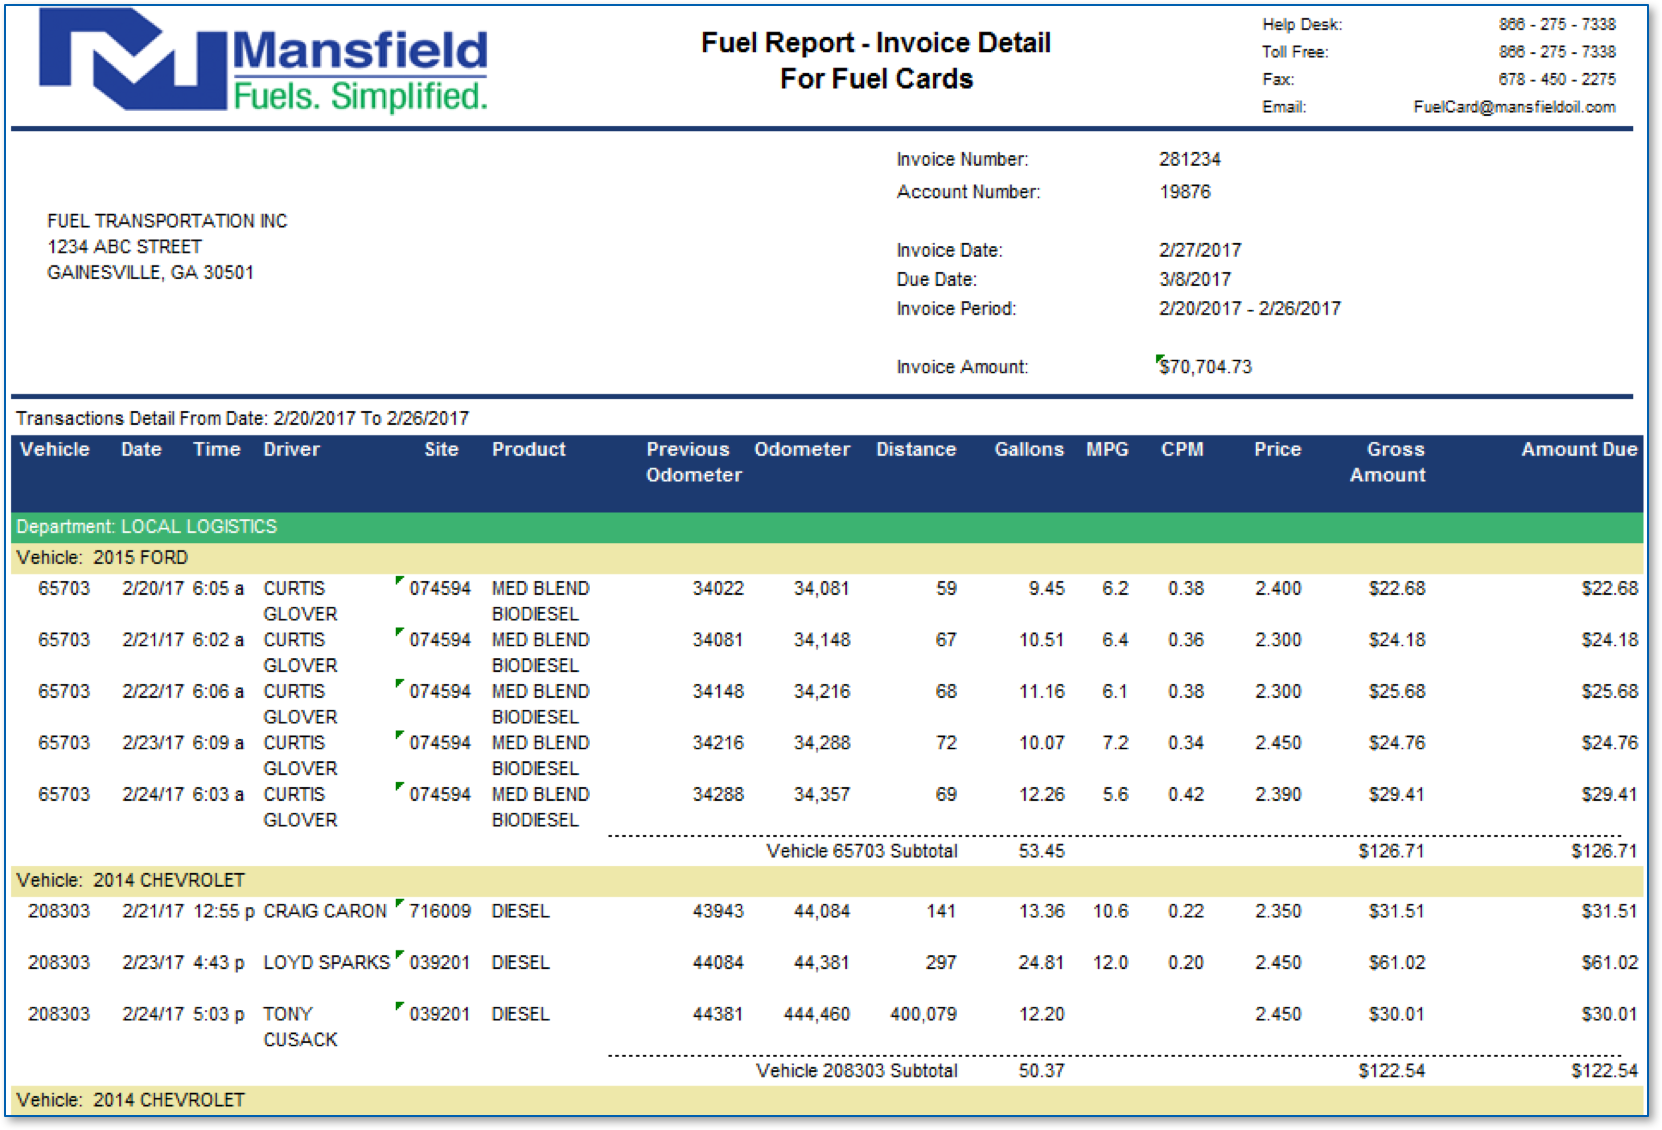 Mansfield
Fuels. Simplified.
Fuel Report - Invoice Detail
For Fuel Cards
Help Desk: 866 - 275 - 7338
Toll Free: 866 - 275 - 7338
Fax: 678 - 450 - 2275
Email: FuelCard@mansfieldoil.com
FUEL TRANSPORTATION INC
1234 ABC STREET
GAINESVILLE, GA 30501
Invoice Number: 281234
Account Number: 19876
Invoice Date: 2/27/2017
Due Date: 3/8/2017
Invoice Period: 2/20/2017 - 2/26/2017
Invoice Amount: $70,704.73
Transactions Detail From Date: 2/20/2017 To 2/26/2017
Vehicle Date Time Driver Site Product Previous Odometer Distance Gallons MPG CPM Price Gross Amount Due
Odometer Amount
Department: LOCAL LOGISTICS
Vehicle: 2015 FORD
65703 2/20/17 6:05 a CURTIS 074594 MED BLEND 34022 34,081 59 9.45 6.2 0.38 2.400 $22.68 $22.68
GLOVER BIODIESEL
65703 2/21/17 6:02 a CURTIS 074594 MED BLEND 34081 34,148 67 10.51 6.4 0.36 2.300 $24.18 $24.18
GLOVER BIODIESEL
65703 2/22/17 6:06 a CURTIS 074594 MED BLEND 34148 34,216 68 11.16 6.1 0.38 2.300 $25.68 $25.68
GLOVER BIODIESEL
65703 2/23/17 6:09 a CURTIS 074594 MED BLEND 34216 34,288 72 10.07 7.2 0.34 2.450 $24.76 $24.76
GLOVER BIODIESEL
65703 2/24/17 6:03 a CURTIS 074594 MED BLEND 34288 34,357 69 12.26 5.6 0.42 2.390 $29.41 $29.41
GLOVER BIODIESEL
Vehicle 65703 Subtotal 53.45 $126.71 $126.71
Vehicle: 2014 CHEVROLET
208303 2/21/17 12:55 p CRAIG CARON 716009 DIESEL 43943 44,084 141 13.36 10.6 0.22 2.350 $31.51 $31.51
208303 2/23/17 4:43 p LOYD SPARKS 039201 DIESEL 44084 44,381 297 24.81 12.0 0.20 2.450 $61.02 $61.02
208303 2/24/17 5:03 p TONY 039201 DIESEL 44381 444,460 400,079 12.20 2.450 $30.01 $30.01
CUSACK
Vehicle 208303 Subtotal 50.37 $122.54 $122.54
Vehicle: 2014 CHEVROLET